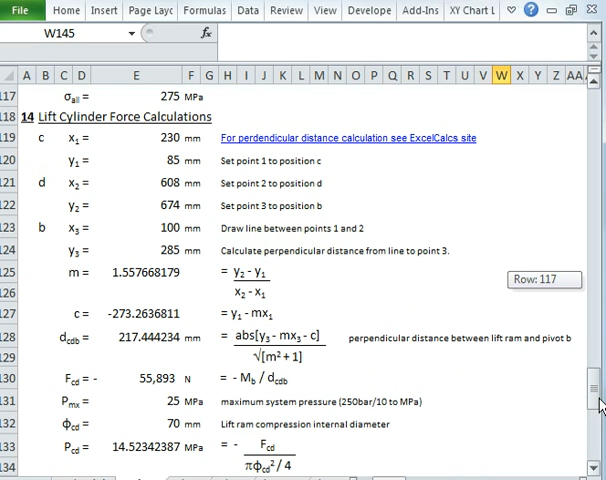 File Home Insert Page Layc Formulas Data Review View Develope Add-Ins XY Chart L
W145 fx
A B C D E F G H I J K L M N O P Q R S T U V W X Y Z AA
117 σall = 275 MPa
118 14 Lift Cylinder Force Calculations
119 c x1 = 230 mm For perdendicular distance calculation see ExcelCalcs site
120 y1 = 85 mm Set point 1 to position c
121 d x2 = 608 mm Set point 2 to position d
122 y2 = 674 mm Set point 3 to position b
123 b x3 = 100 mm Draw line between points 1 and 2
124 y3 = 285 mm Calculate perpendicular distance from line to point 3.
125 m = 1.557668179 = y2 - y1
Row: 117
126 x2 - x1
127 c = -273.2636811 = y1 - mx1
128 dcdb = 217.444234 mm = abs[y3 - mx3 - c] perpendicular distance between lift ram and pivot b
129 √[m2 + 1]
130 Fcd = - 55,893 N = - Mb / dcdb
131 Pmx = 25 MPa maximum system pressure (250bar/10 to MPa)
132 ϕcd = 70 mm Lift ram compression internal diameter
133 Pcd = 14.52342387 MPa = - Fcd
134 πϕcd2 / 4